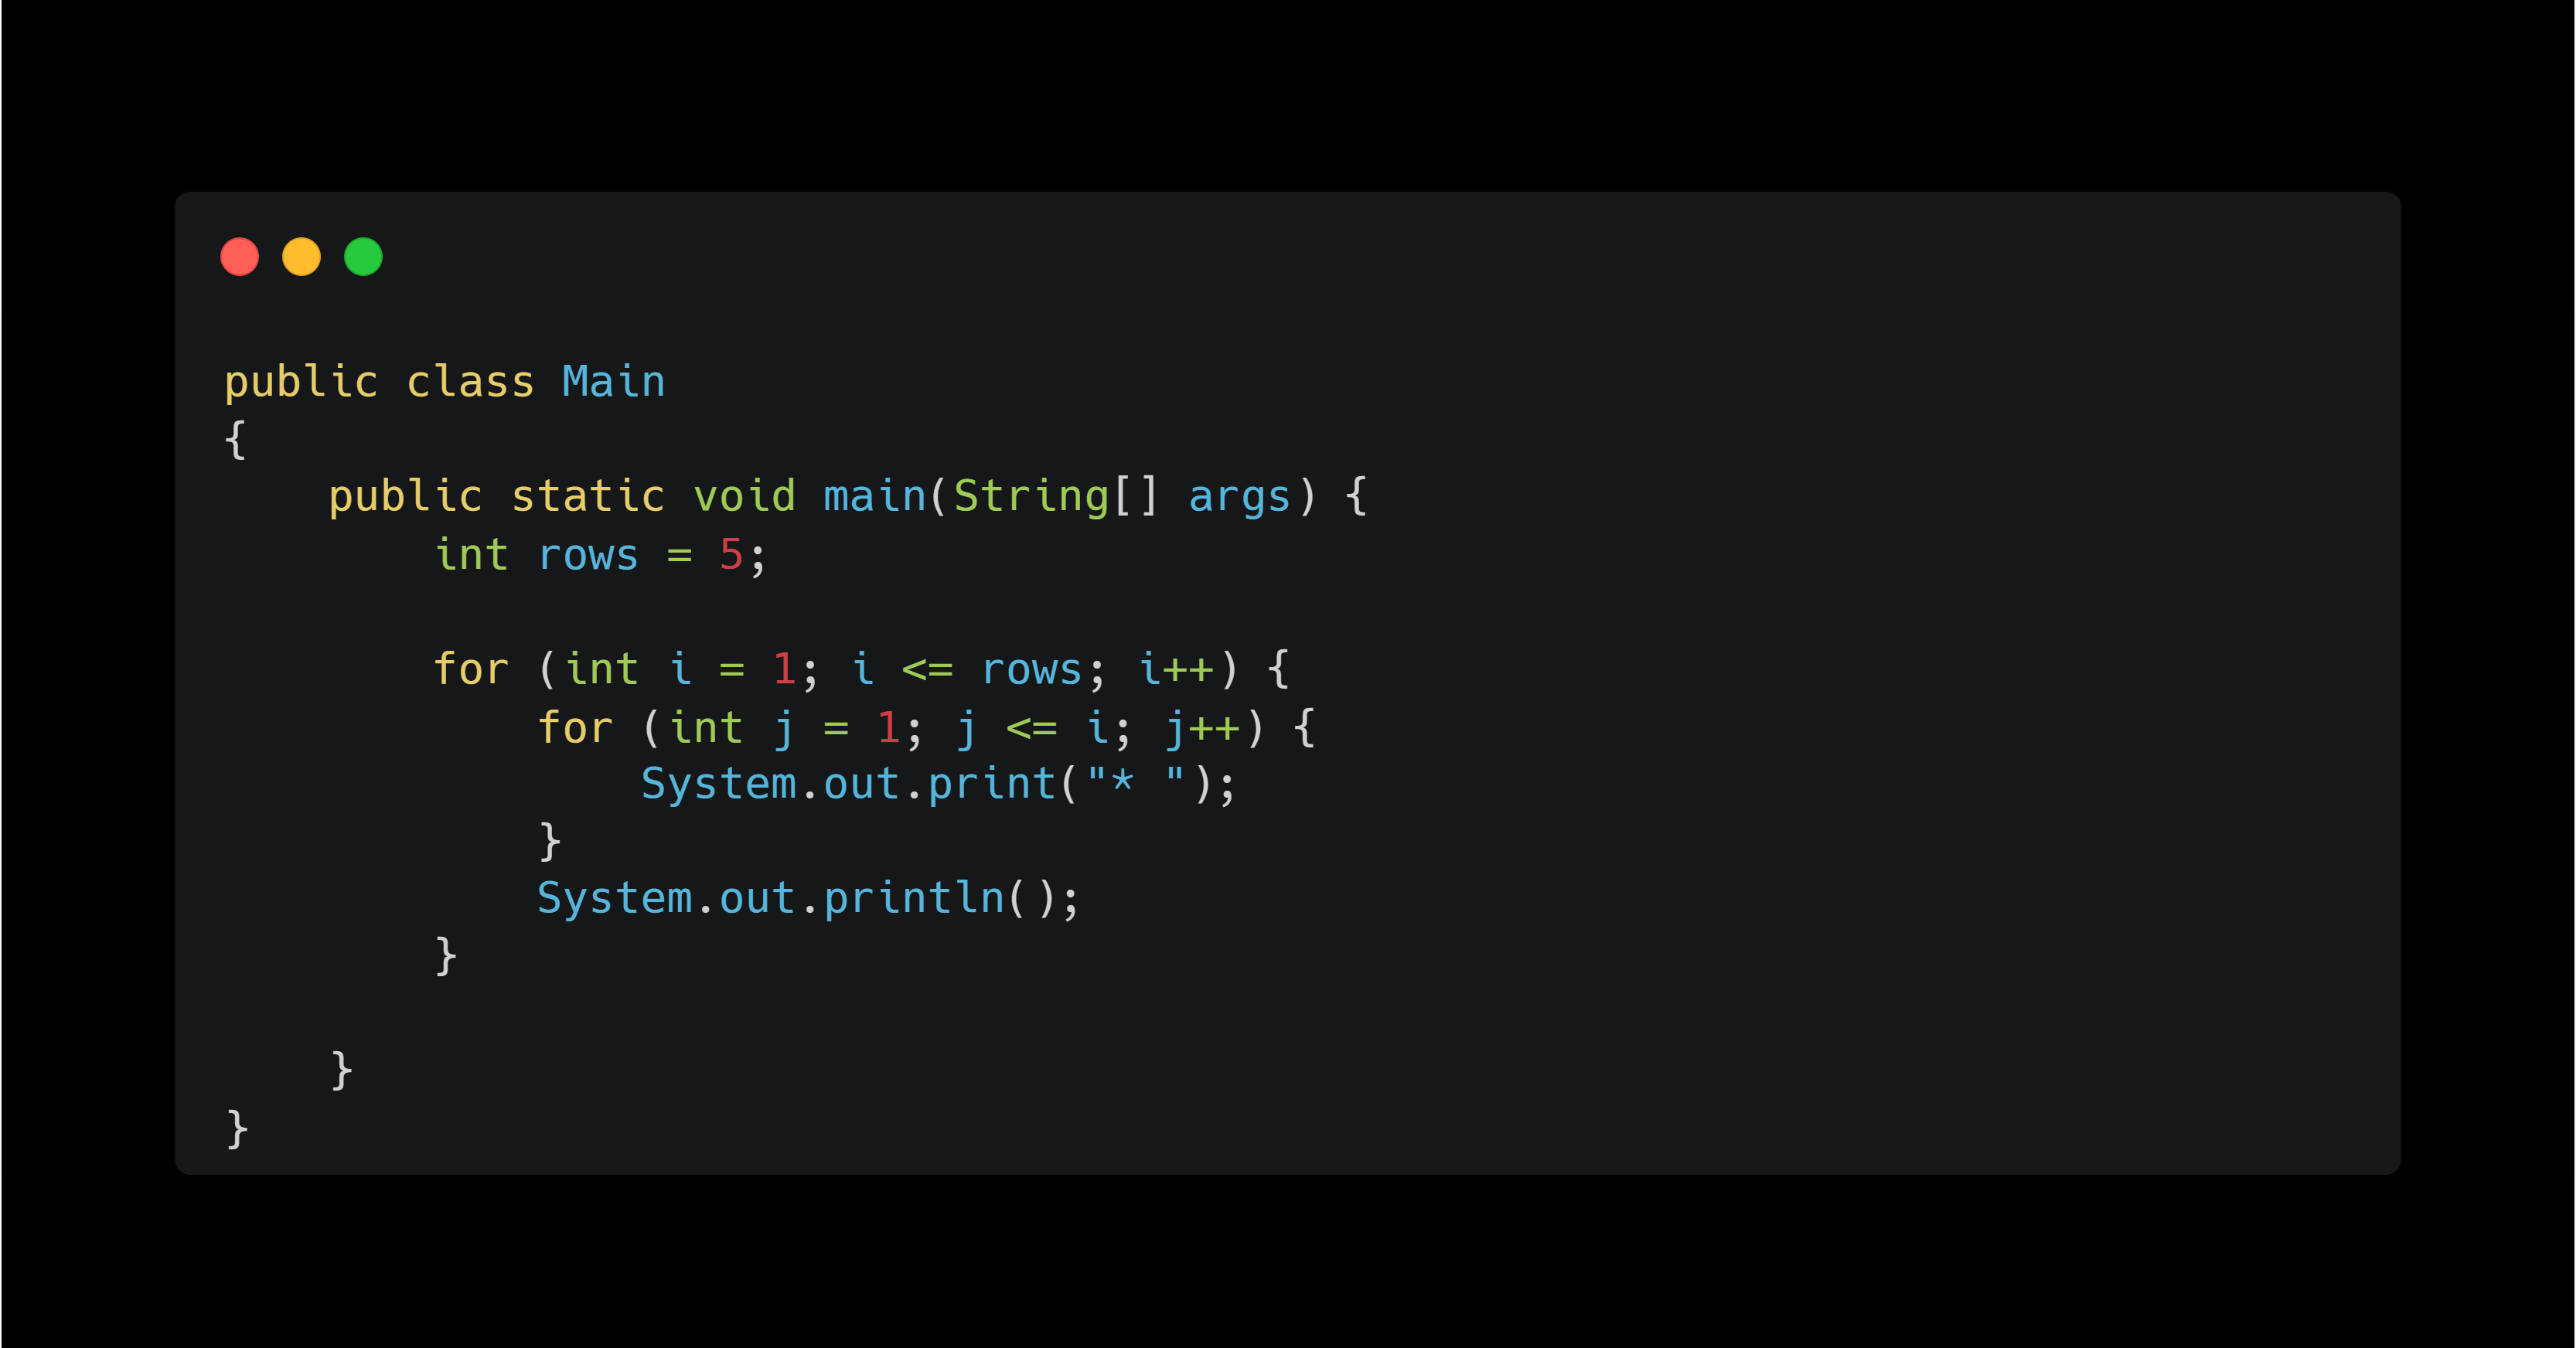 public class Main
{
    public static void main(String[] args) {
        int rows = 5;

        for (int i = 1; i <= rows; i++) {
            for (int j = 1; j <= i; j++) {
                System.out.print("* ");
            }
            System.out.println();
        }

    }
}